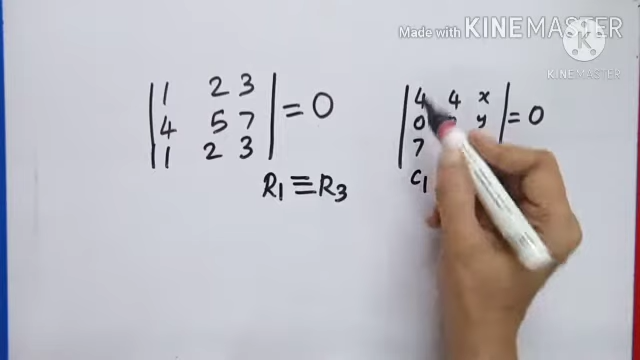 Made with KINEMASTER
KINEMASTER
| 1 2 3 |
| 4 5 7 | = 0
| 1 2 3 |
R₁ ≡ R₃
| 4 4 x |
| 0 y | = 0
| 7
C₁